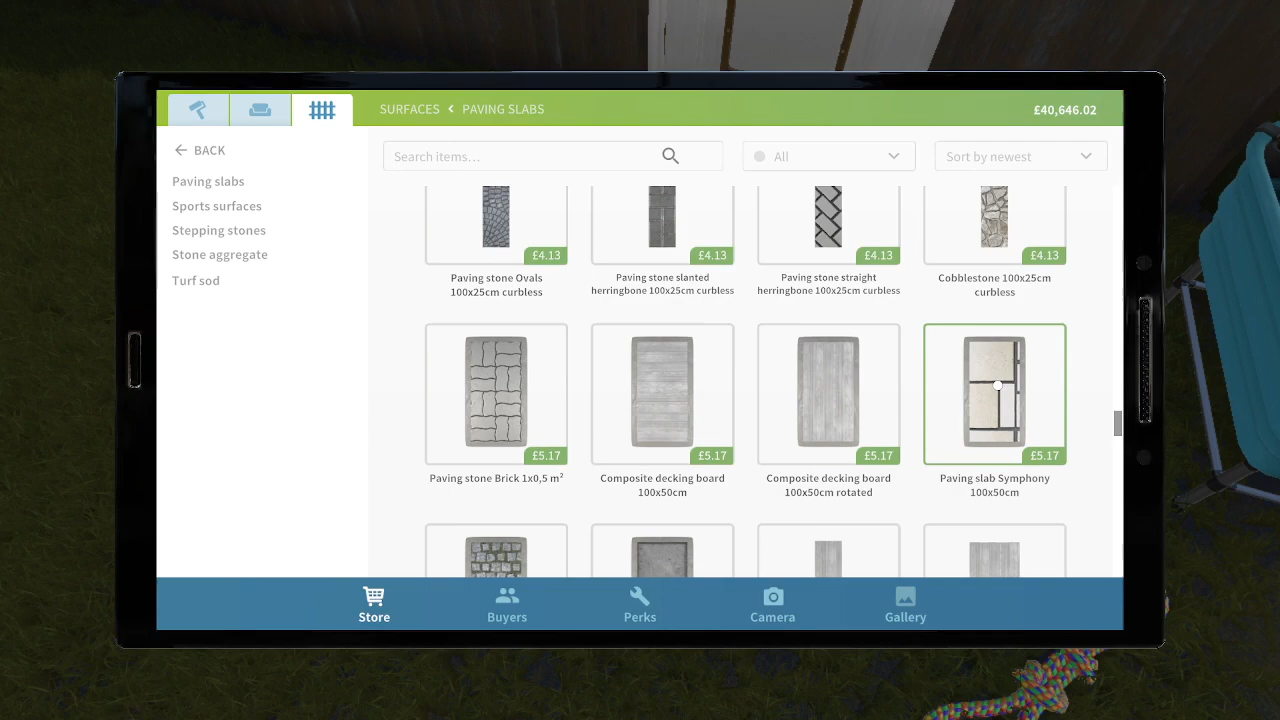 SURFACES < PAVING SLABS
£40,646.02
BACK
Paving slabs
Sports surfaces
Stepping stones
Stone aggregate
Turf sod
Search items...
All
Sort by newest
£4.13
£4.13
£4.13
£4.13
Paving stone Ovals
100x25cm curbless
Paving stone slanted
herringbone 100x25cm curbless
Paving stone straight
herringbone 100x25cm curbless
Cobblestone 100x25cm
curbless
£5.17
£5.17
£5.17
£5.17
Paving stone Brick 1x0,5 m²
Composite decking board
100x50cm
Composite decking board
100x50cm rotated
Paving slab Symphony
100x50cm
Store
Buyers
Perks
Camera
Gallery